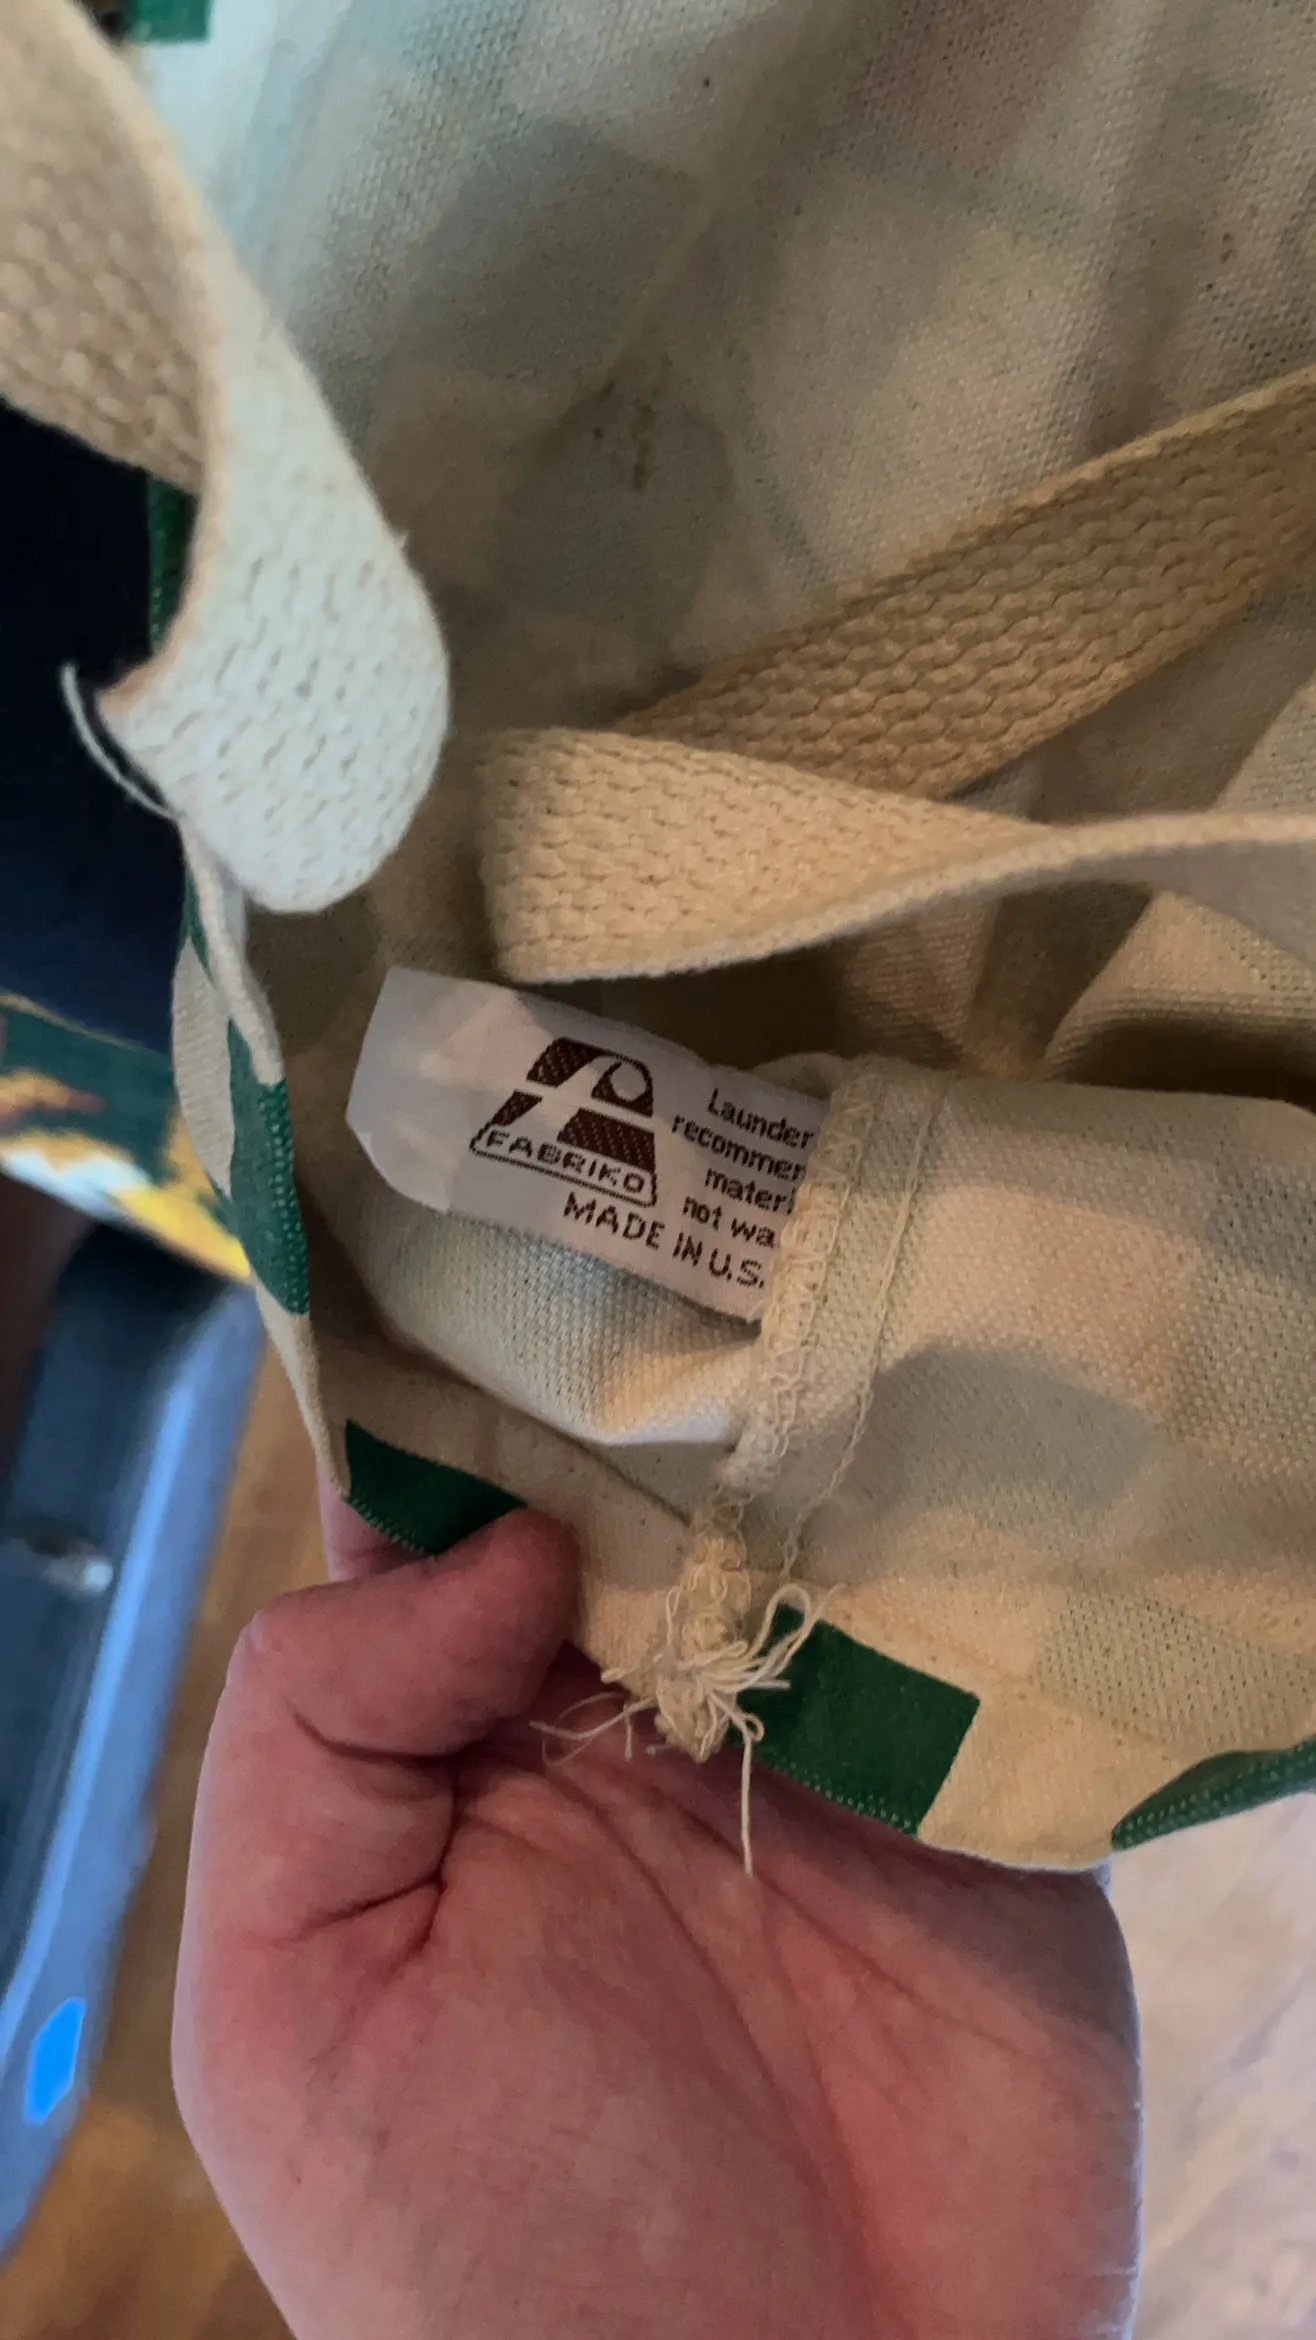 FABRIKO
MADE IN U.S.
Launder
recommen
materi
not wa